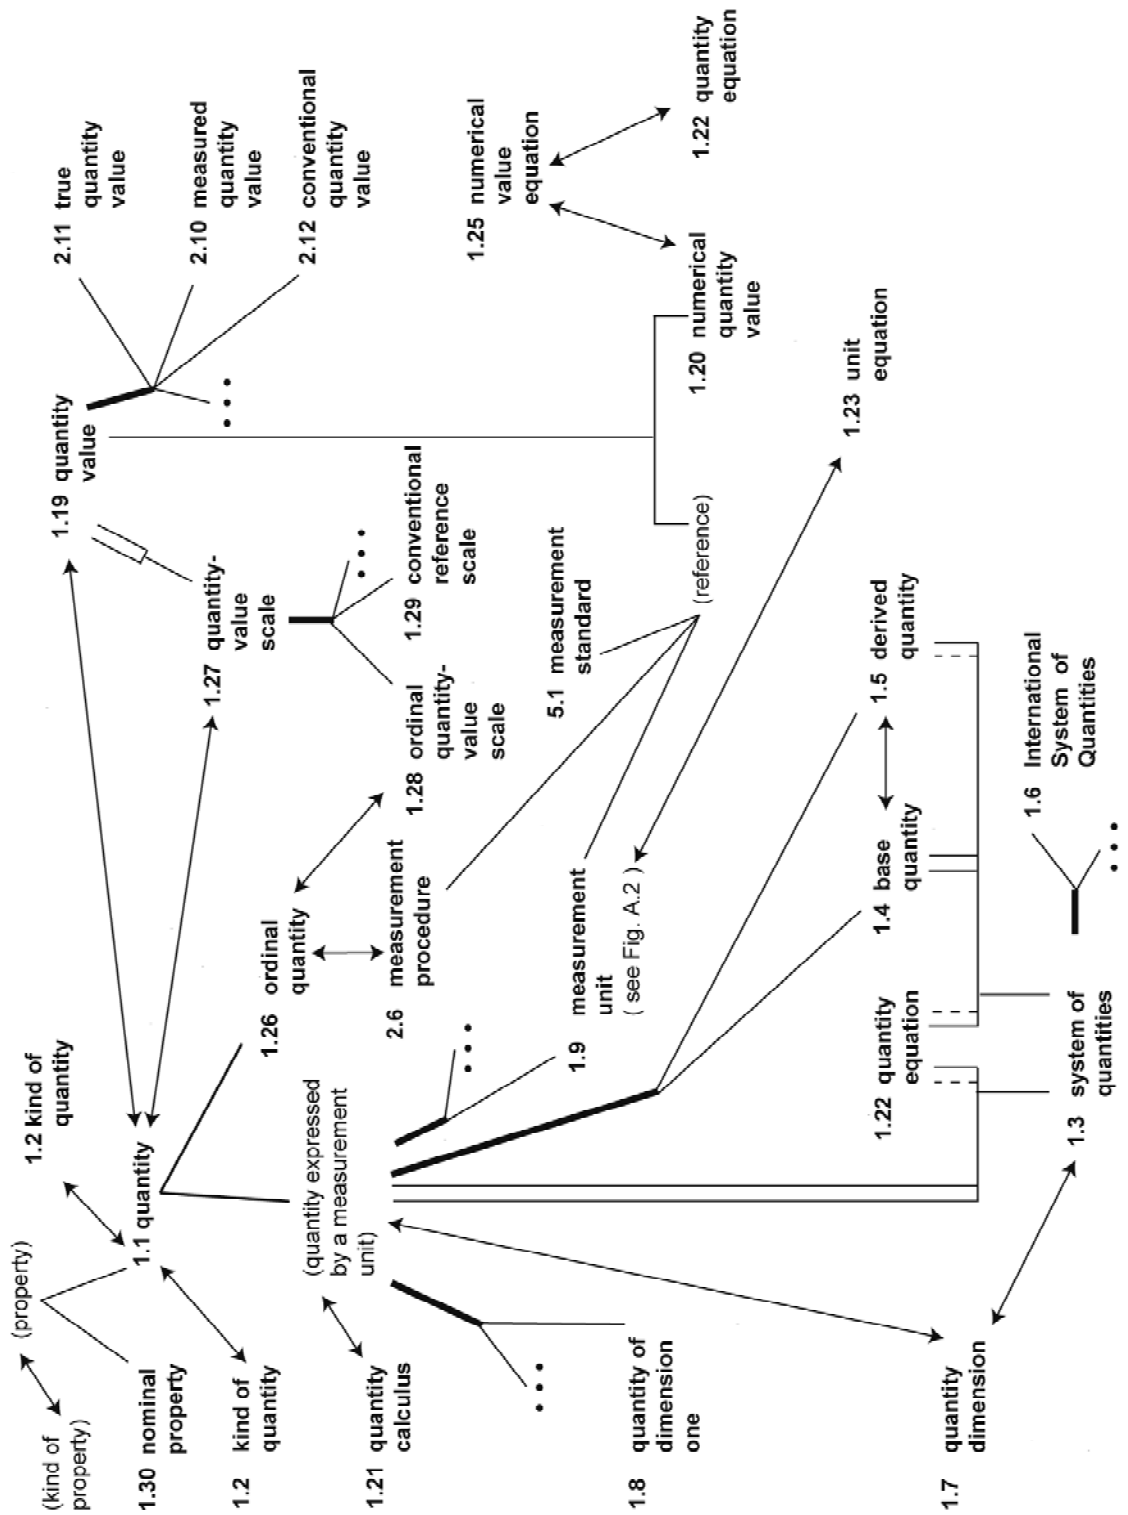 (kind of
property)
(property)
1.30 nominal
property
1.1 quantity
1.2 kind of
quantity
1.2 kind of
quantity
1.19 quantity
value
2.11 true
quantity
value
2.10 measured
quantity
value
2.12 conventional
quantity
value
1.27 quantity-
value
scale
1.26 ordinal
quantity
(quantity expressed
by a measurement
unit)
1.21 quantity
calculus
2.6 measurement
procedure
1.28 ordinal
quantity-
value
scale
1.29 conventional
reference
scale
1.25 numerical
value
equation
5.1 measurement
standard
1.9 measurement
unit
( see Fig. A.2 )
1.8 quantity of
dimension
one
(reference)
1.20 numerical
quantity
value
1.22 quantity
equation
1.23 unit
equation
1.22 quantity
equation
1.4 base
quantity
1.5 derived
quantity
1.7 quantity
dimension
1.3 system of
quantities
1.6 International
System of
Quantities